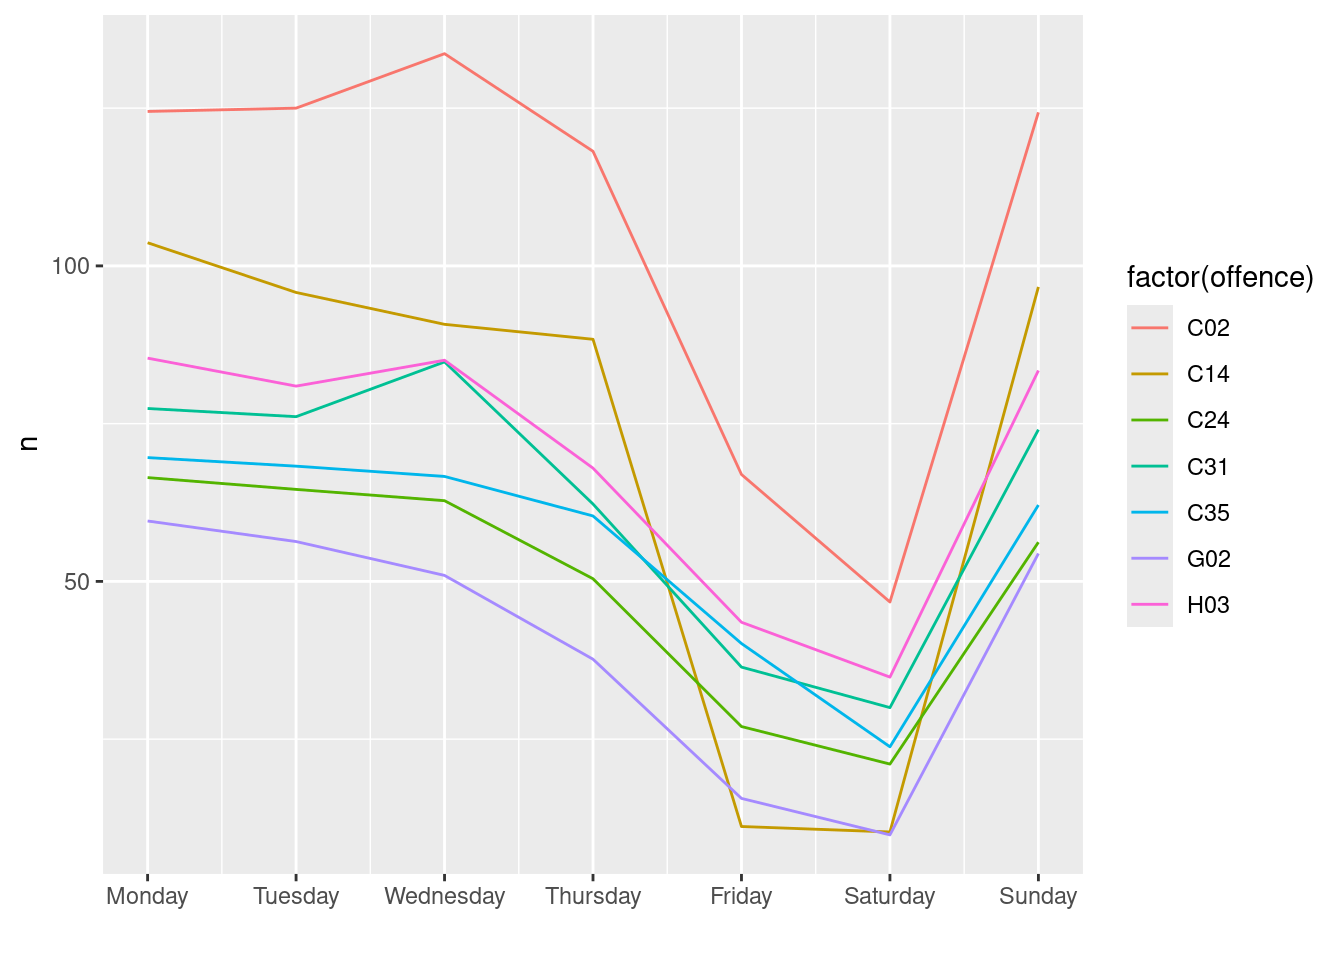 100
50
n
Monday Tuesday Wednesday Thursday Friday Saturday Sunday
factor(offence)
C02
C14
C24
C31
C35
G02
H03